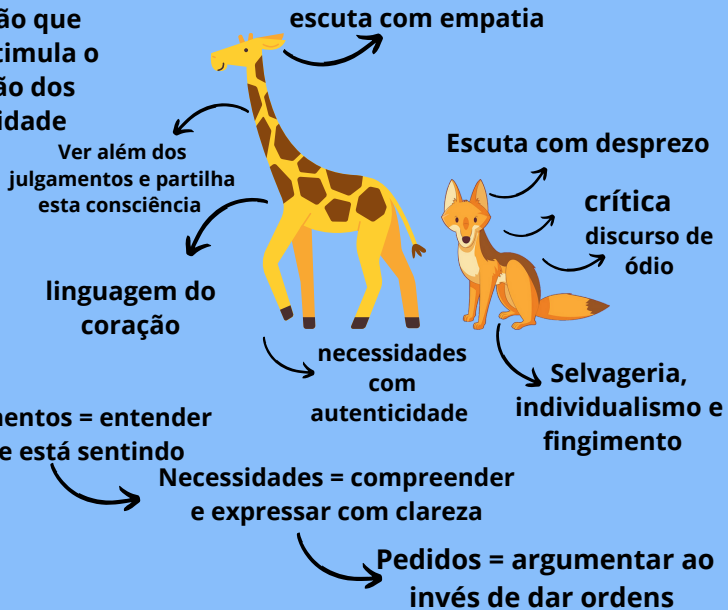 ão que
timula o
ão dos
idade
escuta com empatia
Ver além dos
julgamentos e partilha
esta consciência
linguagem do
coração
necessidades
com
autenticidade
Escuta com desprezo
crítica
discurso de
ódio
Selvageria,
individualismo e
fingimento
mentos = entender
e está sentindo
Necessidades = compreender
e expressar com clareza
Pedidos = argumentar ao
invés de dar ordens